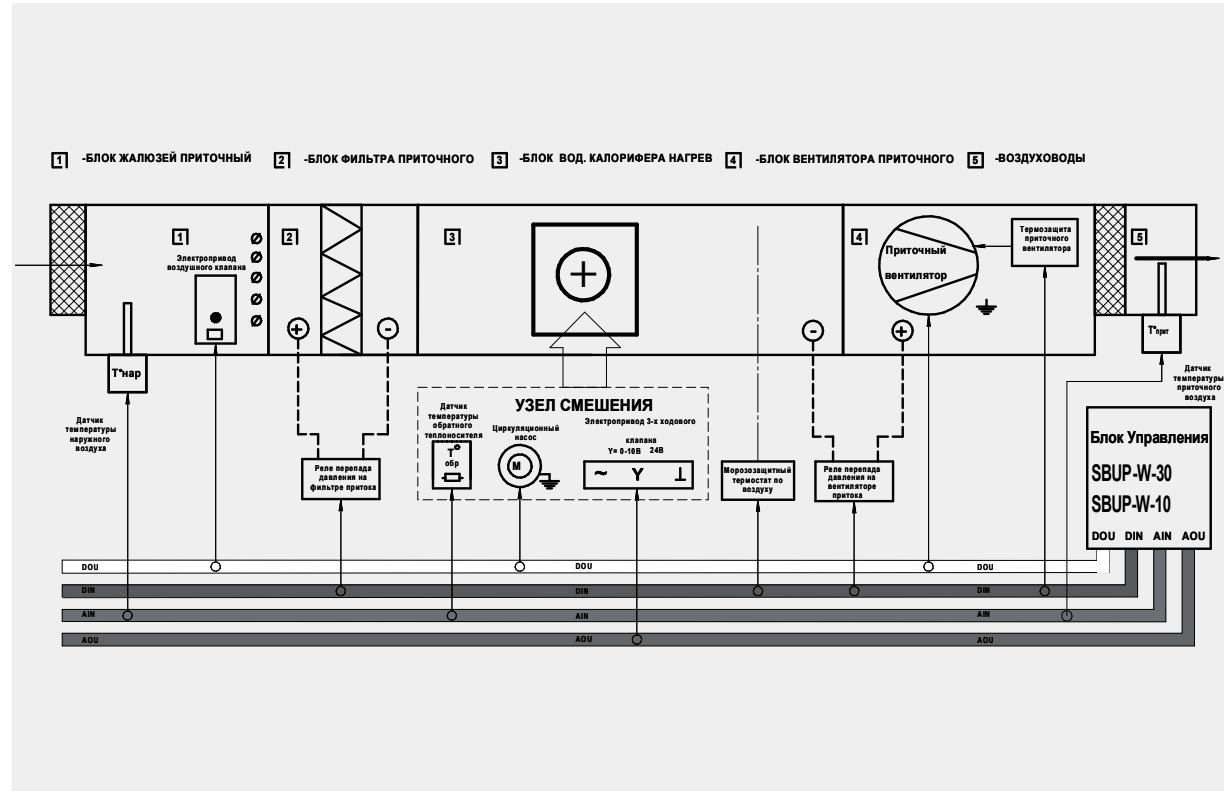 1 -БЛОК ЖАЛЮЗЕЙ ПРИТОЧНЫЙ 2 -БЛОК ФИЛЬТРА ПРИТОЧНОГО 3 -БЛОК ВОД. КАЛОРИФЕРА НАГРЕВ 4 -БЛОК ВЕНТИЛЯТОРА ПРИТОЧНОГО 5 -ВОЗДУХОВОДЫ
1
Электропривод
воздушного клапана
2
3
4
Приточный
вентилятор
Термозащита
приточного
вентилятора
5
+
-
+
-
+
T°нар
Датчик
температуры
наружного
воздуха
T°прит
Датчик
температуры
приточного
воздуха
Реле перепада
давления на
фильтре притока
УЗЕЛ СМЕШЕНИЯ
Датчик
температуры
обратного
теплоносителя
T°
обр
Циркуляционный
насос
M
Электропривод 3-х ходового
клапана
Y= 0-10В 24В
~ Y ⊥
Морозозащитный
термостат по
воздуху
Реле перепада
давления на
вентиляторе
притока
Блок Управления
SBUP-W-30
SBUP-W-10
DOU DIN AIN AOU
DOU DOU DOU
DIN DIN DIN
AIN AIN AIN
AOU AOU AOU